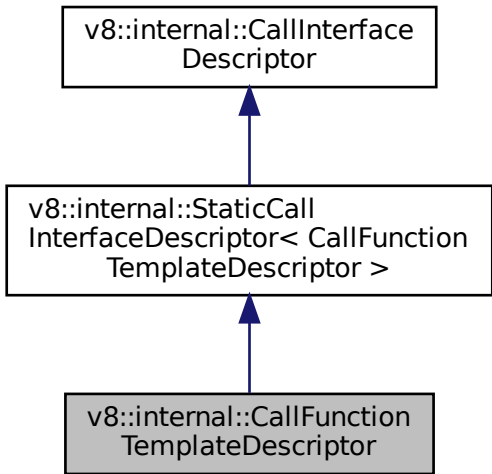 v8::internal::CallInterface
Descriptor
v8::internal::StaticCall
InterfaceDescriptor< CallFunction
TemplateDescriptor >
v8::internal::CallFunction
TemplateDescriptor